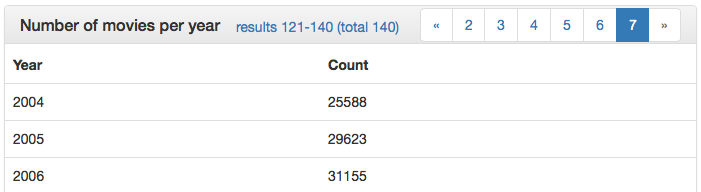 Number of movies per year results 121-140 (total 140) « 2 3 4 5 6 7 »
Year Count
2004 25588
2005 29623
2006 31155